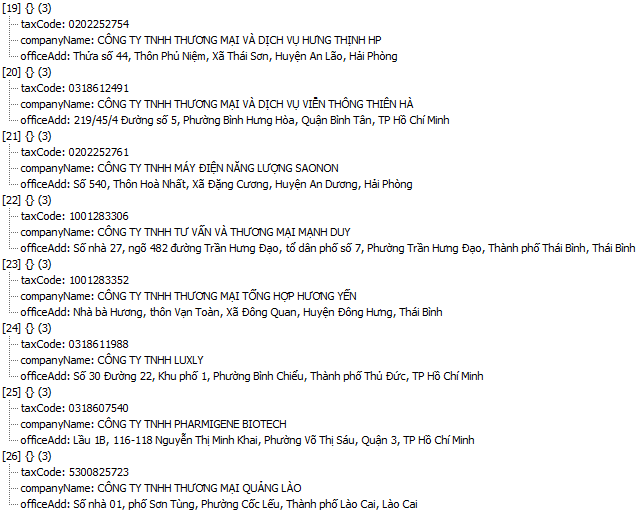 [19] {} (3)
taxCode: 0202252754
companyName: CÔNG TY TNHH THƯƠNG MẠI VÀ DỊCH VỤ HƯNG THỊNH HP
officeAdd: Thửa số 44, Thôn Phủ Niệm, Xã Thái Sơn, Huyện An Lão, Hải Phòng
[20] {} (3)
taxCode: 0318612491
companyName: CÔNG TY TNHH THƯƠNG MẠI VÀ DỊCH VỤ VIỄN THÔNG THIÊN HÀ
officeAdd: 219/45/4 Đường số 5, Phường Bình Hưng Hòa, Quận Bình Tân, TP Hồ Chí Minh
[21] {} (3)
taxCode: 0202252761
companyName: CÔNG TY TNHH MÁY ĐIỆN NĂNG LƯỢNG SAONON
officeAdd: Số 540, Thôn Hoà Nhất, Xã Đặng Cương, Huyện An Dương, Hải Phòng
[22] {} (3)
taxCode: 1001283306
companyName: CÔNG TY TNHH TƯ VẤN VÀ THƯƠNG MẠI MẠNH DUY
officeAdd: Số nhà 27, ngõ 482 đường Trần Hưng Đạo, tổ dân phố số 7, Phường Trần Hưng Đạo, Thành phố Thái Bình, Thái Bình
[23] {} (3)
taxCode: 1001283352
companyName: CÔNG TY TNHH THƯƠNG MẠI TỔNG HỢP HƯƠNG YẾN
officeAdd: Nhà bà Hương, thôn Vạn Toàn, Xã Đông Quan, Huyện Đông Hưng, Thái Bình
[24] {} (3)
taxCode: 0318611988
companyName: CÔNG TY TNHH LUXLY
officeAdd: Số 30 Đường 22, Khu phố 1, Phường Bình Chiểu, Thành phố Thủ Đức, TP Hồ Chí Minh
[25] {} (3)
taxCode: 0318607540
companyName: CÔNG TY TNHH PHARMIGENE BIOTECH
officeAdd: Lầu 1B, 116-118 Nguyễn Thị Minh Khai, Phường Võ Thị Sáu, Quận 3, TP Hồ Chí Minh
[26] {} (3)
taxCode: 5300825723
companyName: CÔNG TY TNHH THƯƠNG MẠI QUẢNG LÀO
officeAdd: Số nhà 01, phố Sơn Tùng, Phường Cốc Lếu, Thành phố Lào Cai, Lào Cai